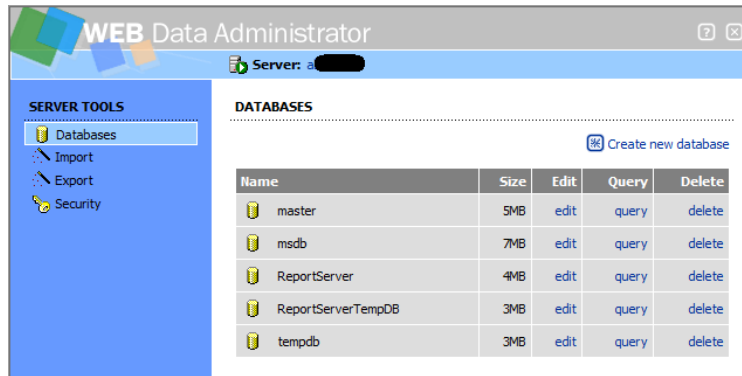 WEB Data Administrator
Server: a
SERVER TOOLS
Databases
Import
Export
Security
DATABASES
Create new database
Name Size Edit Query Delete
master 5MB edit query delete
msdb 7MB edit query delete
ReportServer 4MB edit query delete
ReportServerTempDB 3MB edit query delete
tempdb 3MB edit query delete